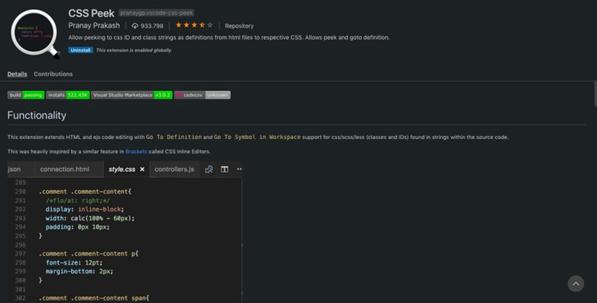 CSS Peek pranaygp.vscode-css-peek
Pranay Prakash 933.798 Repository
Allow peeking to css ID and class strings as definitions from html files to respective CSS. Allows peek and goto definition.
Uninstall This extension is enabled globally.
Details Contributions
build passing installs 522.43K Visual Studio Marketplace v3.0.2 codecov unknown
Functionality
This extension extends HTML and ejs code editing with Go To Definition and Go To Symbol in Workspace support for css/scss/less (classes and IDs) found in strings within the source code.
This was heavily inspired by a similar feature in Brackets called CSS Inline Editors.
json connection.html style.css × controllers.js ...
289
290 .comment .comment-content{
291 /*flo/at: right;*/
292 display: inline-block;
293 width: calc(100% - 60px);
294 padding: 0px 10px;
295 }
296
297 .comment .comment-content p{
298 font-size: 12pt;
299 margin-bottom: 2px;
300 }
301
302 .comment .comment-content span{